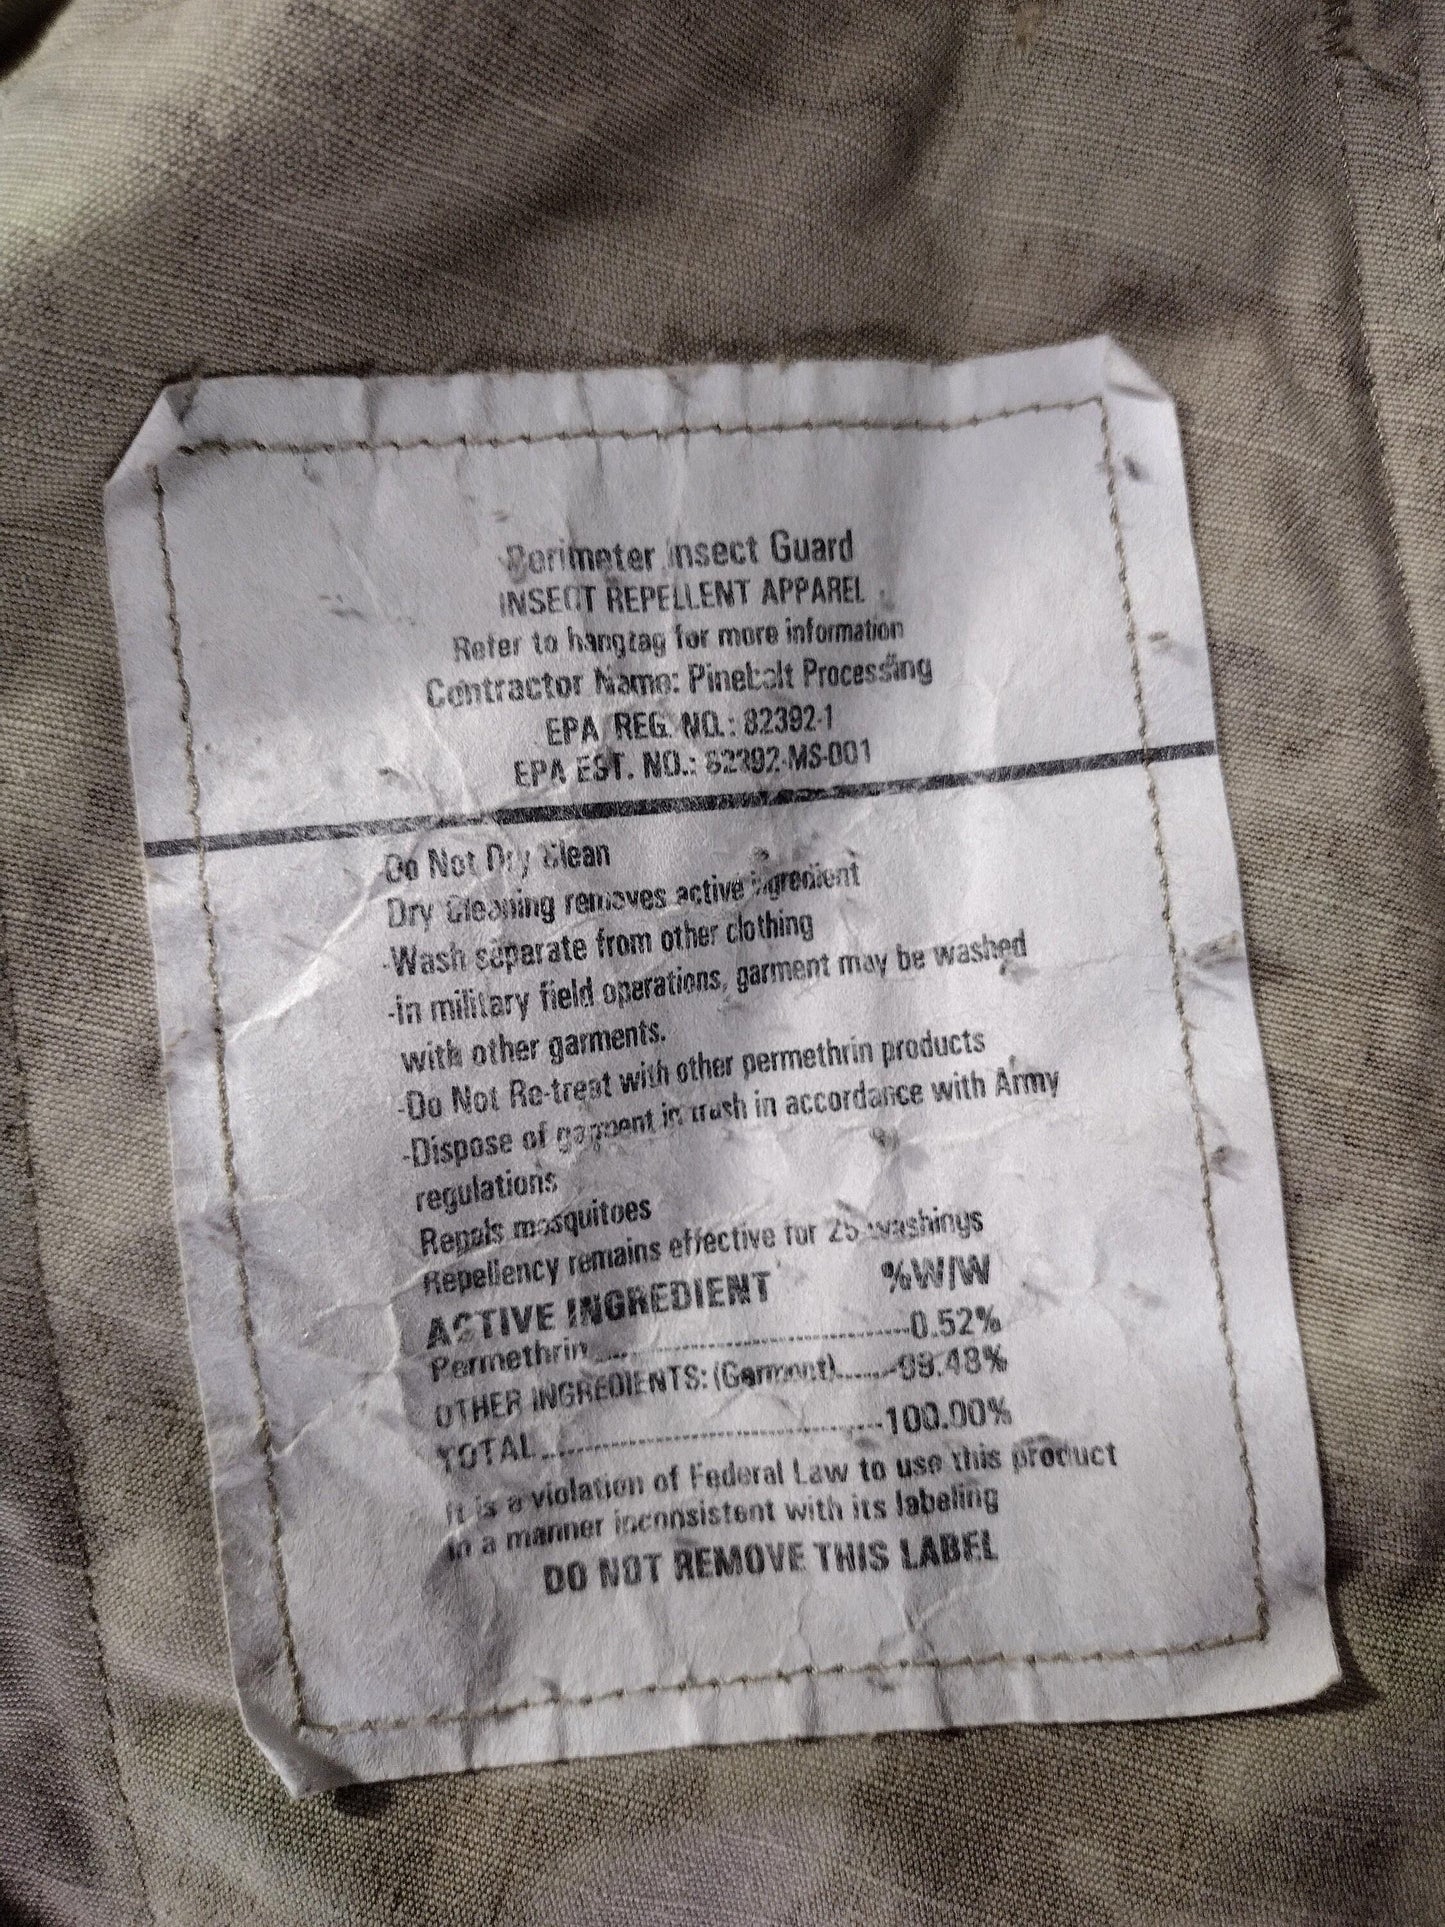 Perimeter Insect Guard
INSECT REPELLENT APPAREL
Refer to hangtag for more information
Contractor Name: Pinebelt Processing
EPA REG. NO.: 82392-1
EPA EST. NO.: 82392-MS-001
Do Not Dry Clean
Dry Cleaning removes active ingredient
-Wash separate from other clothing
-in military field operations, garment may be washed
with other garments.
-Do Not Re-treat with other permethrin products
-Dispose of garment in trash in accordance with Army
regulations
Repels mosquitoes
Repellency remains effective for 25 washings
ACTIVE INGREDIENT %W/W
Permethrin.................................0.52%
OTHER INGREDIENTS: (Garment).......99.48%
TOTAL.......................................100.00%
It is a violation of Federal Law to use this product
in a manner inconsistent with its labeling
DO NOT REMOVE THIS LABEL